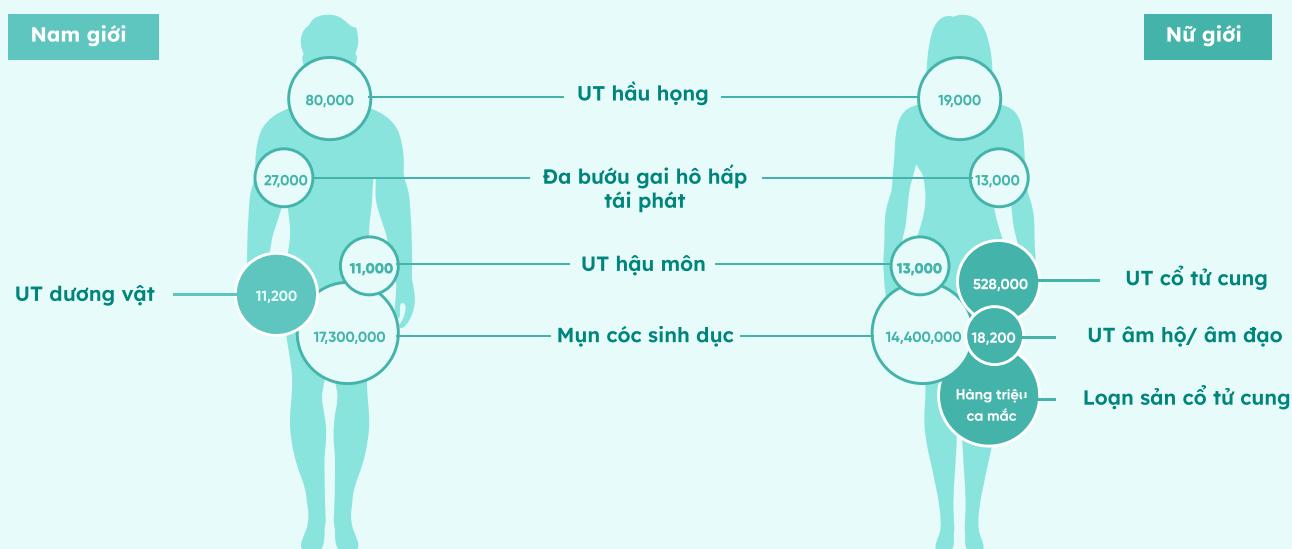 Nam giới
Nữ giới
80,000
UT hầu họng
19,000
27,000
Đa bướu gai hô hấp
tái phát
13,000
11,000
UT hậu môn
13,000
528,000
UT cổ tử cung
UT dương vật
11,200
17,300,000
Mụn cóc sinh dục
14,400,000
18,200
UT âm hộ/ âm đạo
Hàng triệu
ca mắc
Loạn sản cổ tử cung